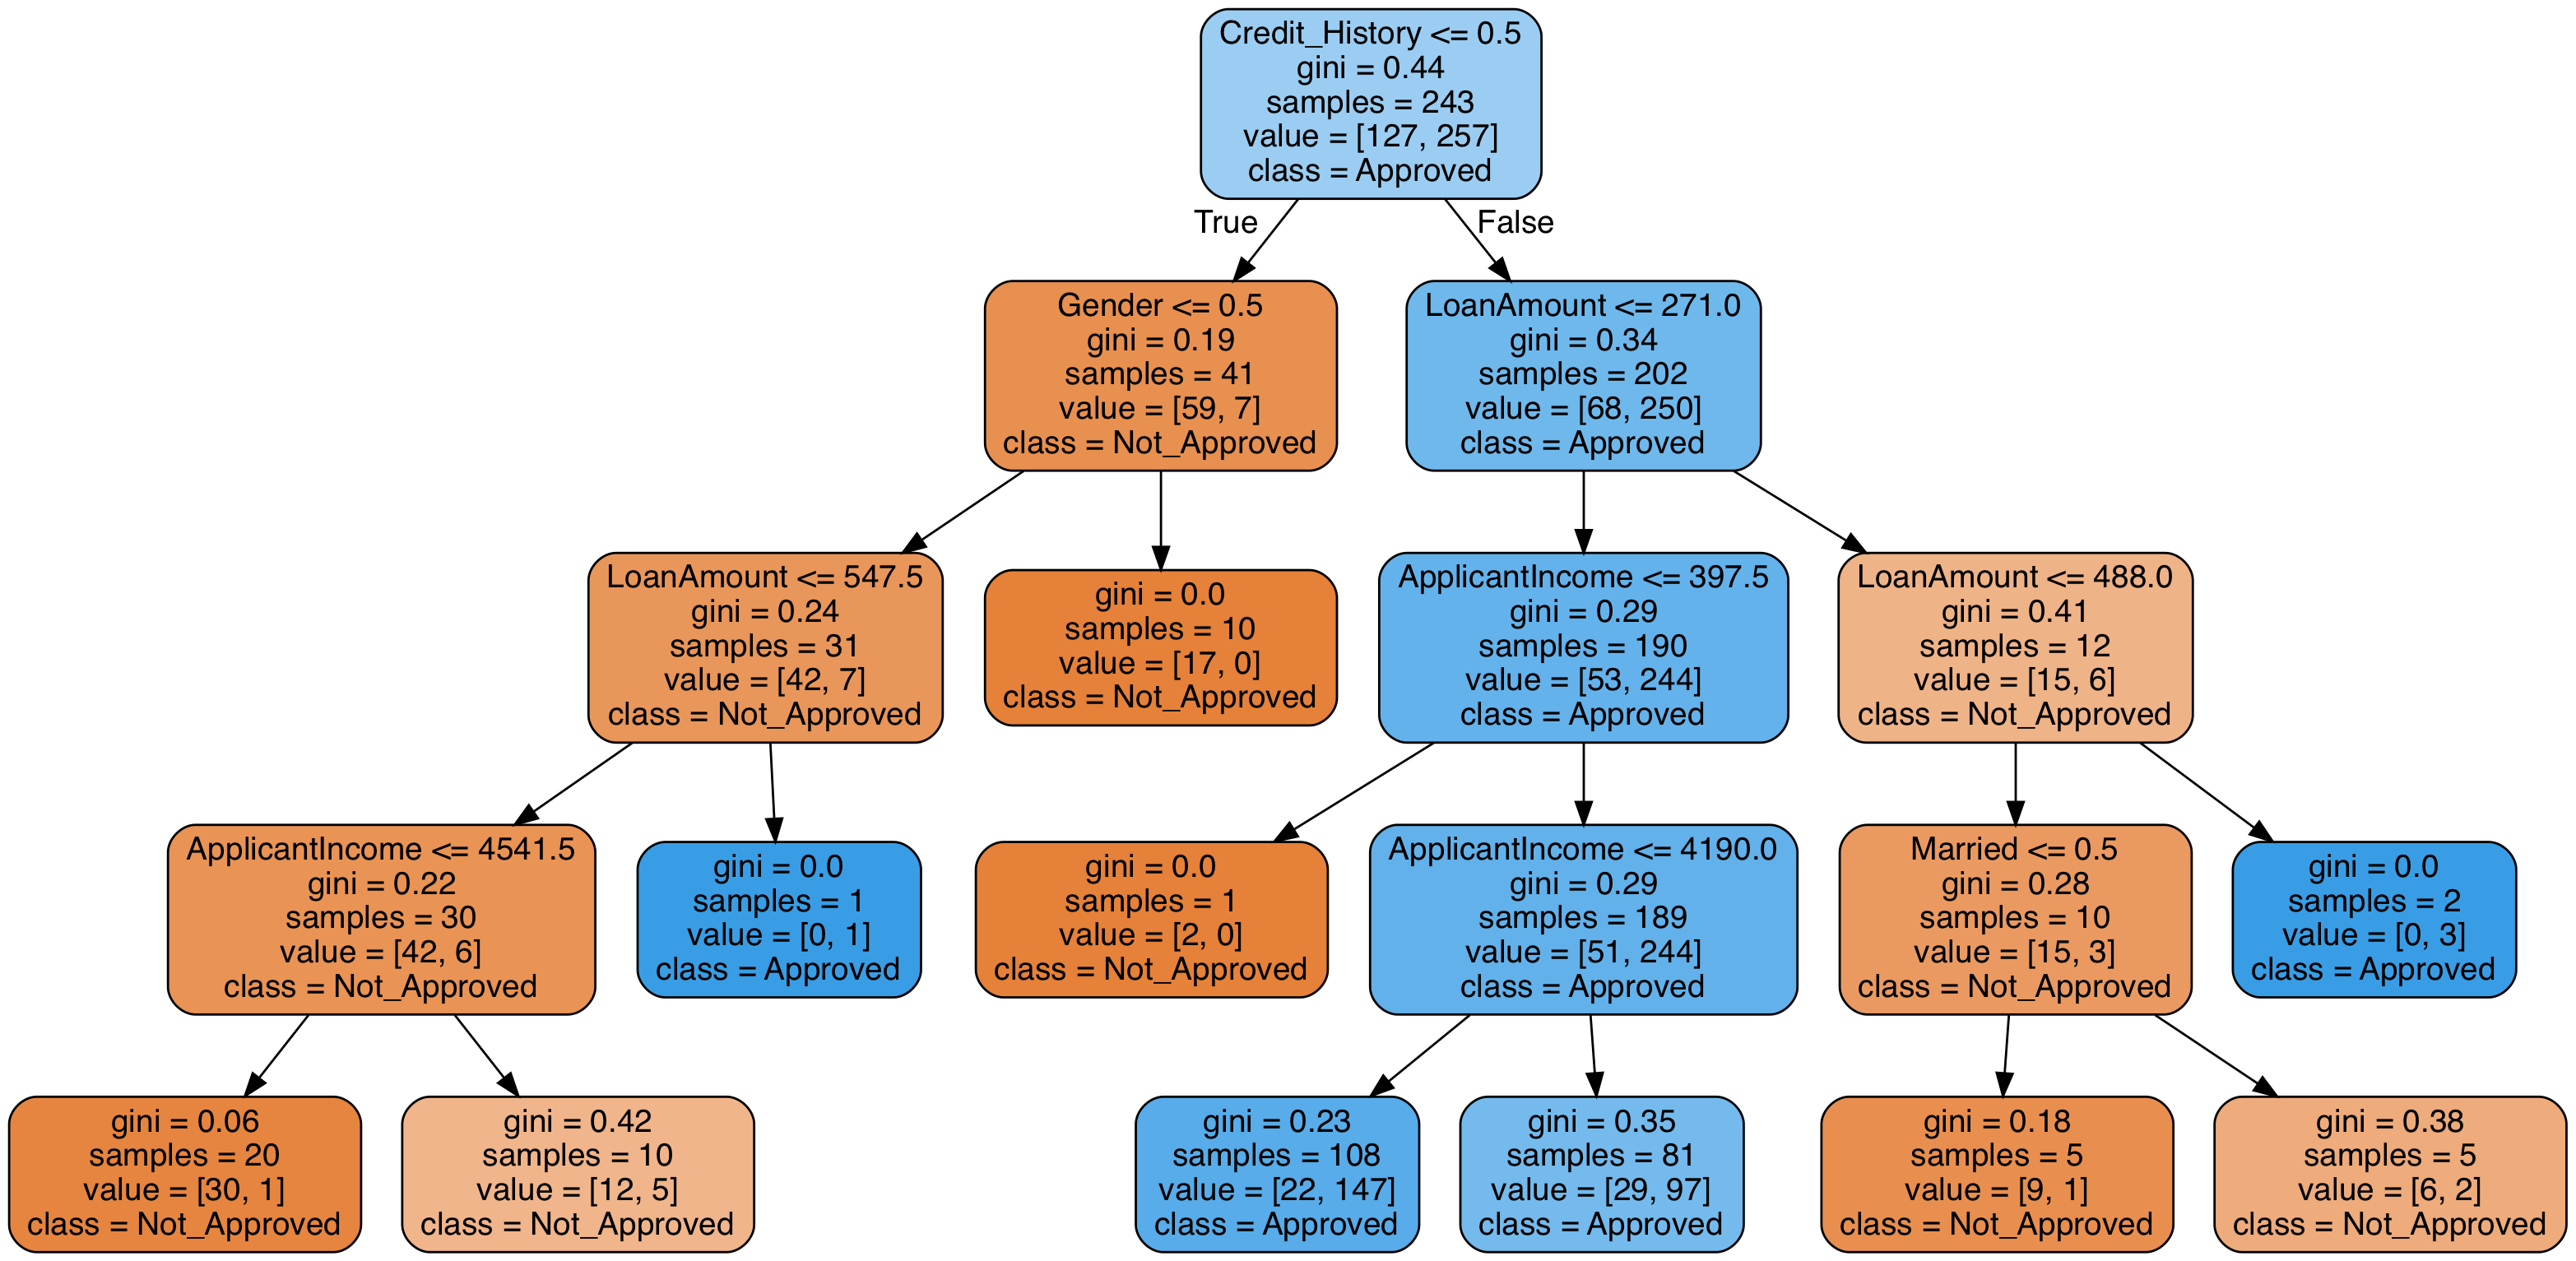 Credit_History <= 0.5
gini = 0.44
samples = 243
value = [127, 257]
class = Approved
True
False
Gender <= 0.5
gini = 0.19
samples = 41
value = [59, 7]
class = Not_Approved
LoanAmount <= 271.0
gini = 0.34
samples = 202
value = [68, 250]
class = Approved
LoanAmount <= 547.5
gini = 0.24
samples = 31
value = [42, 7]
class = Not_Approved
gini = 0.0
samples = 10
value = [17, 0]
class = Not_Approved
ApplicantIncome <= 397.5
gini = 0.29
samples = 190
value = [53, 244]
class = Approved
LoanAmount <= 488.0
gini = 0.41
samples = 12
value = [15, 6]
class = Not_Approved
ApplicantIncome <= 4541.5
gini = 0.22
samples = 30
value = [42, 6]
class = Not_Approved
gini = 0.0
samples = 1
value = [0, 1]
class = Approved
gini = 0.0
samples = 1
value = [2, 0]
class = Not_Approved
ApplicantIncome <= 4190.0
gini = 0.29
samples = 189
value = [51, 244]
class = Approved
Married <= 0.5
gini = 0.28
samples = 10
value = [15, 3]
class = Not_Approved
gini = 0.0
samples = 2
value = [0, 3]
class = Approved
gini = 0.06
samples = 20
value = [30, 1]
class = Not_Approved
gini = 0.42
samples = 10
value = [12, 5]
class = Not_Approved
gini = 0.23
samples = 108
value = [22, 147]
class = Approved
gini = 0.35
samples = 81
value = [29, 97]
class = Approved
gini = 0.18
samples = 5
value = [9, 1]
class = Not_Approved
gini = 0.38
samples = 5
value = [6, 2]
class = Not_Approved